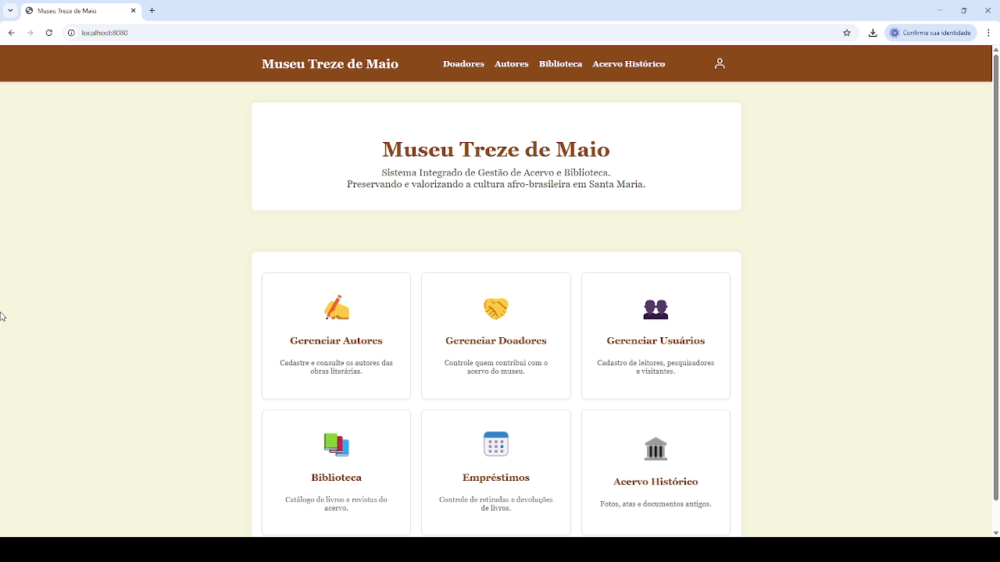 Museu Treze de Maio
localhost:8080
Confirme sua identidade
Museu Treze de Maio
Doadores Autores Biblioteca Acervo Histórico
Museu Treze de Maio
Sistema Integrado de Gestão de Acervo e Biblioteca.
Preservando e valorizando a cultura afro-brasileira em Santa Maria.
Gerenciar Autores
Cadastre e consulte os autores das
obras literárias.
Gerenciar Doadores
Controle quem contribui com o
acervo do museu.
Gerenciar Usuários
Cadastro de leitores, pesquisadores
e visitantes.
Biblioteca
Catálogo de livros e revistas do
acervo.
Empréstimos
Controle de retiradas e devoluções
de livros.
Acervo Histórico
Fotos, atas e documentos antigos.